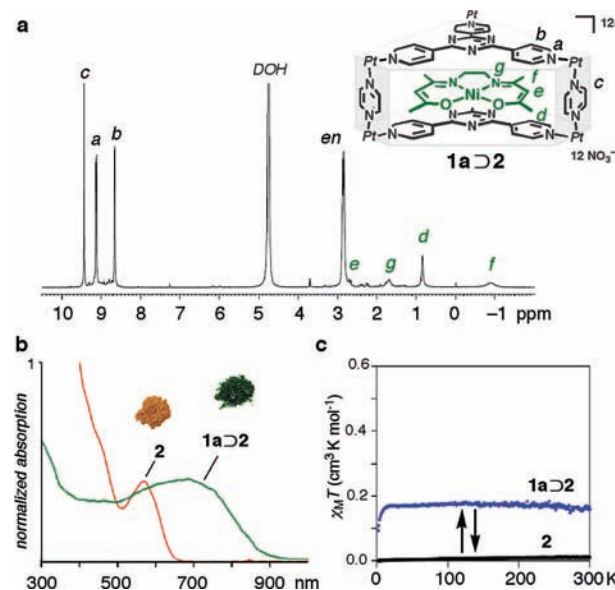 a
c
a
b
DOH
en
e
g
d
f
10 9 8 7 6 5 4 3 2 1 0 −1 ppm
N
N N
N N
Pt Pt Pt
b
a
c
g
f
e
d
N N
Ni
O O
N
N N
Pt Pt
]12+
12 NO3−
1a⊃2
b
normalized absorption
1
2
1a⊃2
300 500 700 900 nm
c
χMT (cm3 K mol-1)
0.6
0.4
0.2
0.0
0 100 200 300 K
1a⊃2
2